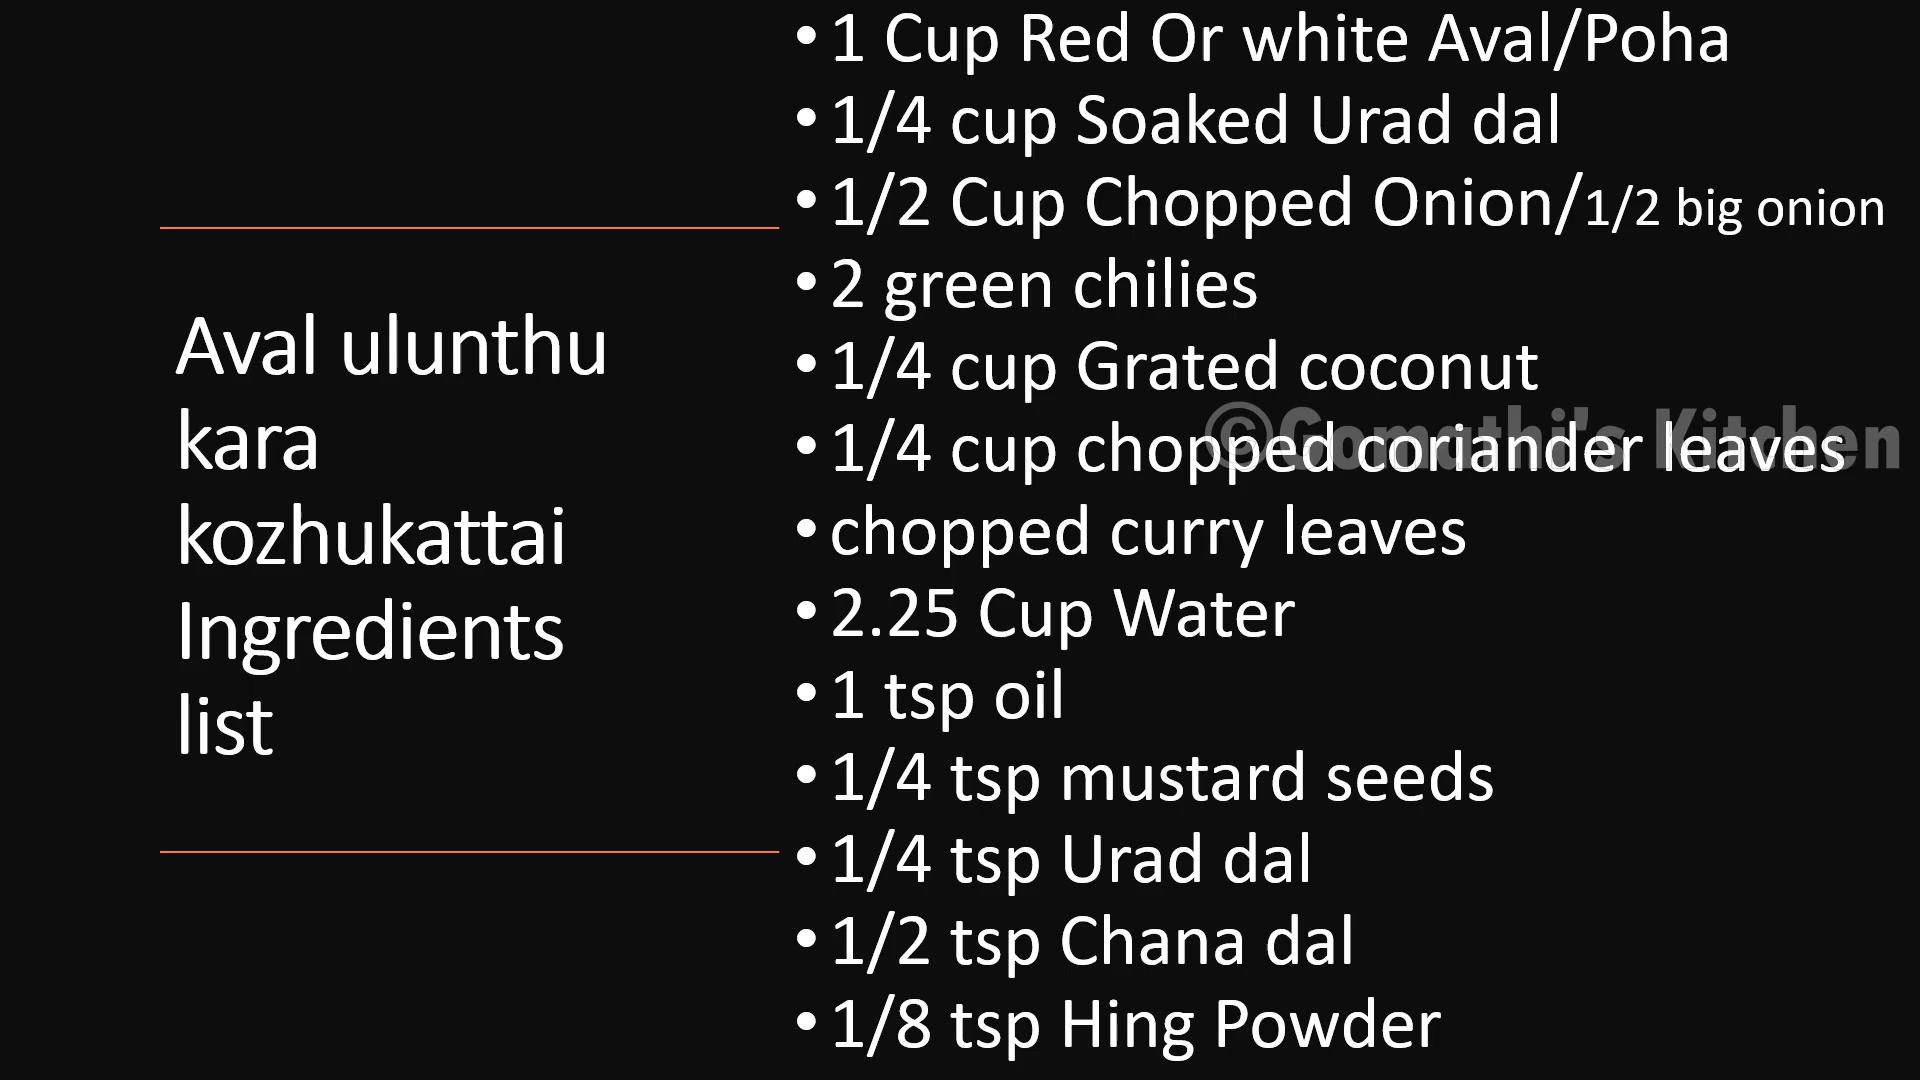 Aval ulunthu
kara
kozhukattai
Ingredients
list
• 1 Cup Red Or white Aval/Poha
• 1/4 cup Soaked Urad dal
• 1/2 Cup Chopped Onion/1/2 big onion
• 2 green chilies
• 1/4 cup Grated coconut
• 1/4 cup chopped coriander leaves
• chopped curry leaves
• 2.25 Cup Water
• 1 tsp oil
• 1/4 tsp mustard seeds
• 1/4 tsp Urad dal
• 1/2 tsp Chana dal
• 1/8 tsp Hing Powder
©Gomathi's Kitchen